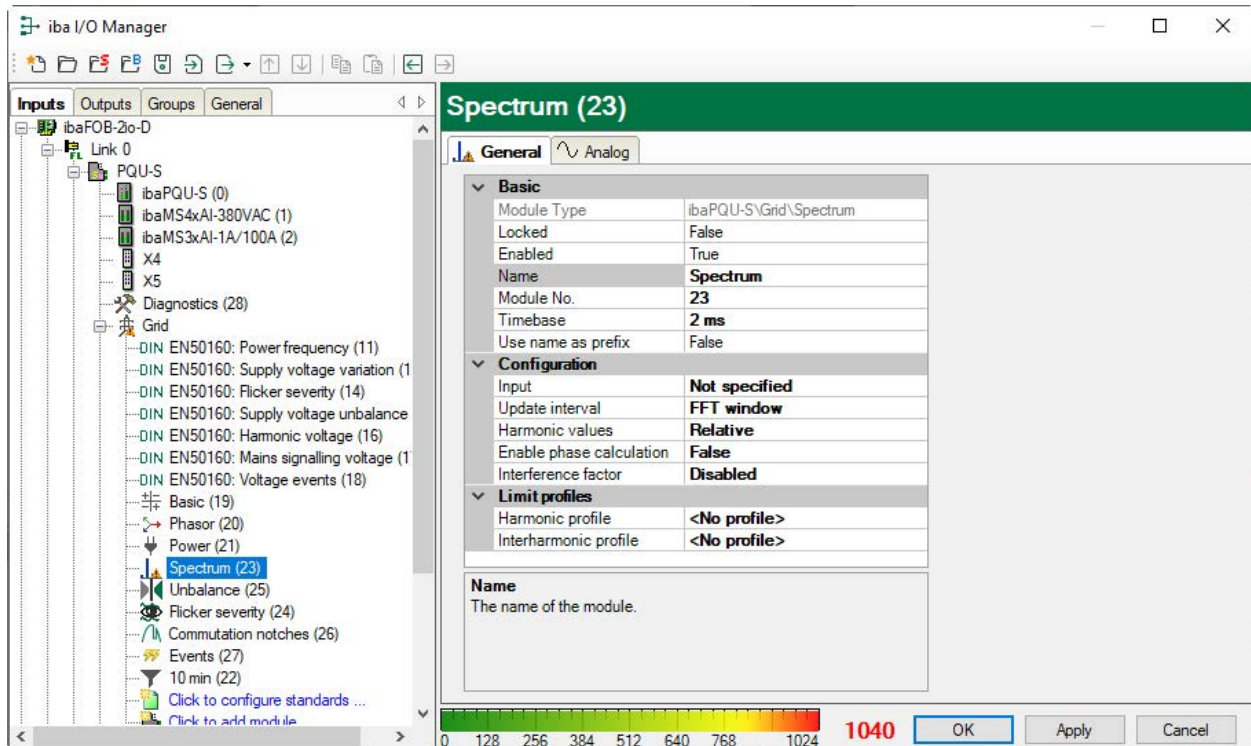 iba I/O Manager
Inputs Outputs Groups General
ibaFOB-2io-D
Link 0
PQU-S
ibaPQU-S (0)
ibaMS4xAI-380VAC (1)
ibaMS3xAI-1A/100A (2)
X4
X5
Diagnostics (28)
Grid
DIN EN50160: Power frequency (11)
DIN EN50160: Supply voltage variation (1
DIN EN50160: Flicker severity (14)
DIN EN50160: Supply voltage unbalance
DIN EN50160: Harmonic voltage (16)
DIN EN50160: Mains signalling voltage (1
DIN EN50160: Voltage events (18)
Basic (19)
Phasor (20)
Power (21)
Spectrum (23)
Unbalance (25)
Flicker severity (24)
Commutation notches (26)
Events (27)
10 min (22)
Click to configure standards ...
Click to add module
Spectrum (23)
General Analog
Basic
Module Type ibaPQU-S\Grid\Spectrum
Locked False
Enabled True
Name Spectrum
Module No. 23
Timebase 2 ms
Use name as prefix False
Configuration
Input Not specified
Update interval FFT window
Harmonic values Relative
Enable phase calculation False
Interference factor Disabled
Limit profiles
Harmonic profile <No profile>
Interharmonic profile <No profile>
Name
The name of the module.
0 128 256 384 512 640 768 1024 1040 OK Apply Cancel